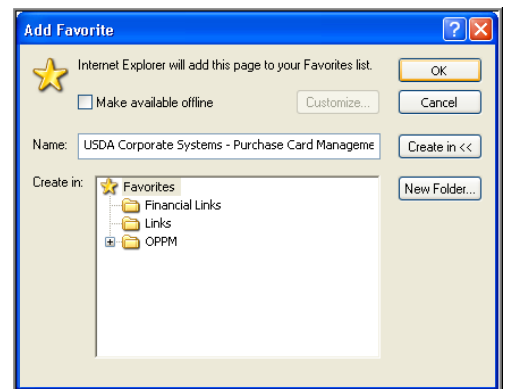 Add Favorite
Internet Explorer will add this page to your Favorites list.
OK
Make available offline
Customize...
Cancel
Name:
USDA Corporate Systems - Purchase Card Manageme
Create in <<
Create in:
Favorites
New Folder...
Financial Links
Links
OPPM